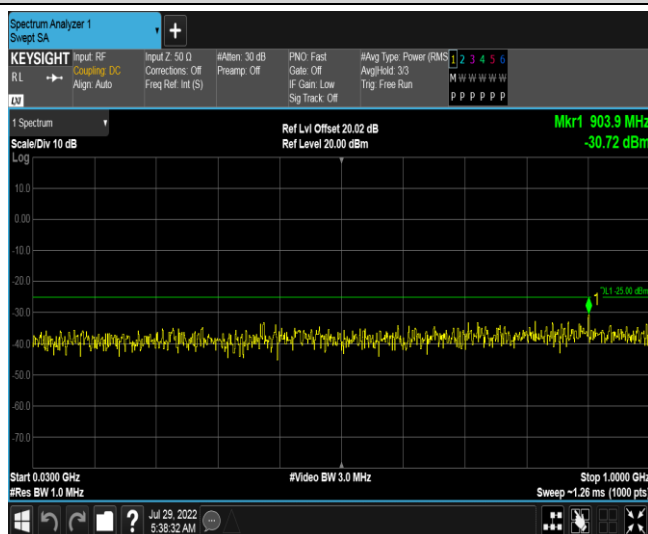 Spectrum Analyzer 1
Swept SA
+
KEYSIGHT
RL
LXI
Input: RF
Coupling: DC
Align: Auto
Input Z: 50 Ω
Corrections: Off
Freq Ref: Int (S)
#Atten: 30 dB
Preamp: Off
PNO: Fast
Gate: Off
IF Gain: Low
Sig Track: Off
#Avg Type: Power (RMS
Avg|Hold: 3/3
Trig: Free Run
1 2 3 4 5 6
M W W W W W
P P P P P P
1 Spectrum
Scale/Div 10 dB
Ref Lvl Offset 20.02 dB
Ref Level 20.00 dBm
Mkr1 903.9 MHz
-30.72 dBm
Log
10.0
0.00
-10.0
-20.0
DL1 -25.00 dBm
1
-30.0
-40.0
-50.0
-60.0
-70.0
Start 0.0300 GHz
#Video BW 3.0 MHz
Stop 1.0000 GHz
#Res BW 1.0 MHz
Sweep ~1.26 ms (1000 pts)
?
Jul 29, 2022
5:38:32 AM